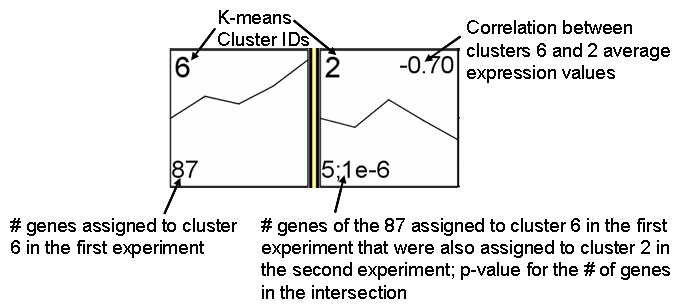 K-means
Cluster IDs
Correlation between
clusters 6 and 2 average
expression values
6
2
-0.70
87
5;1e-6
# genes assigned to cluster
6 in the first experiment
# genes of the 87 assigned to cluster 6 in the first
experiment that were also assigned to cluster 2 in
the second experiment; p-value for the # of genes
in the intersection